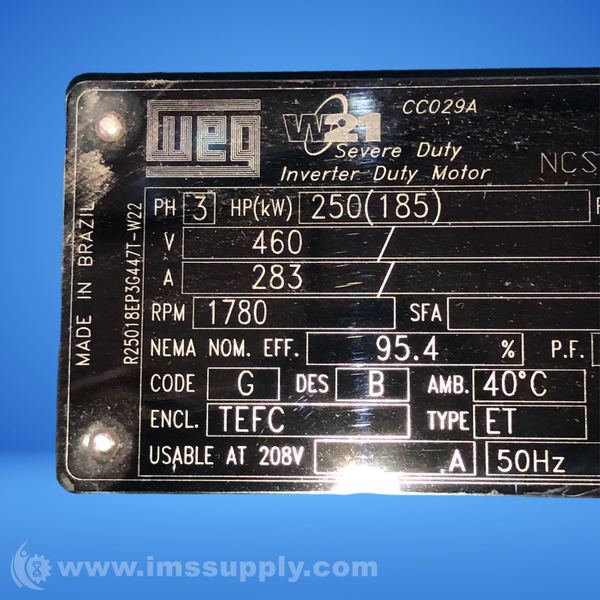 WEG W21 CC029A
Severe Duty
Inverter Duty Motor NCS
MADE IN BRAZIL
R25018EP3G447T-W22
PH 3 HP(kW) 250(185)
V 460 /
A 283 /
RPM 1780 SFA
NEMA NOM. EFF. 95.4 % P.F.
CODE G DES B AMB. 40°C
ENCL. TEFC TYPE ET
USABLE AT 208V A 50Hz
www.imssupply.com